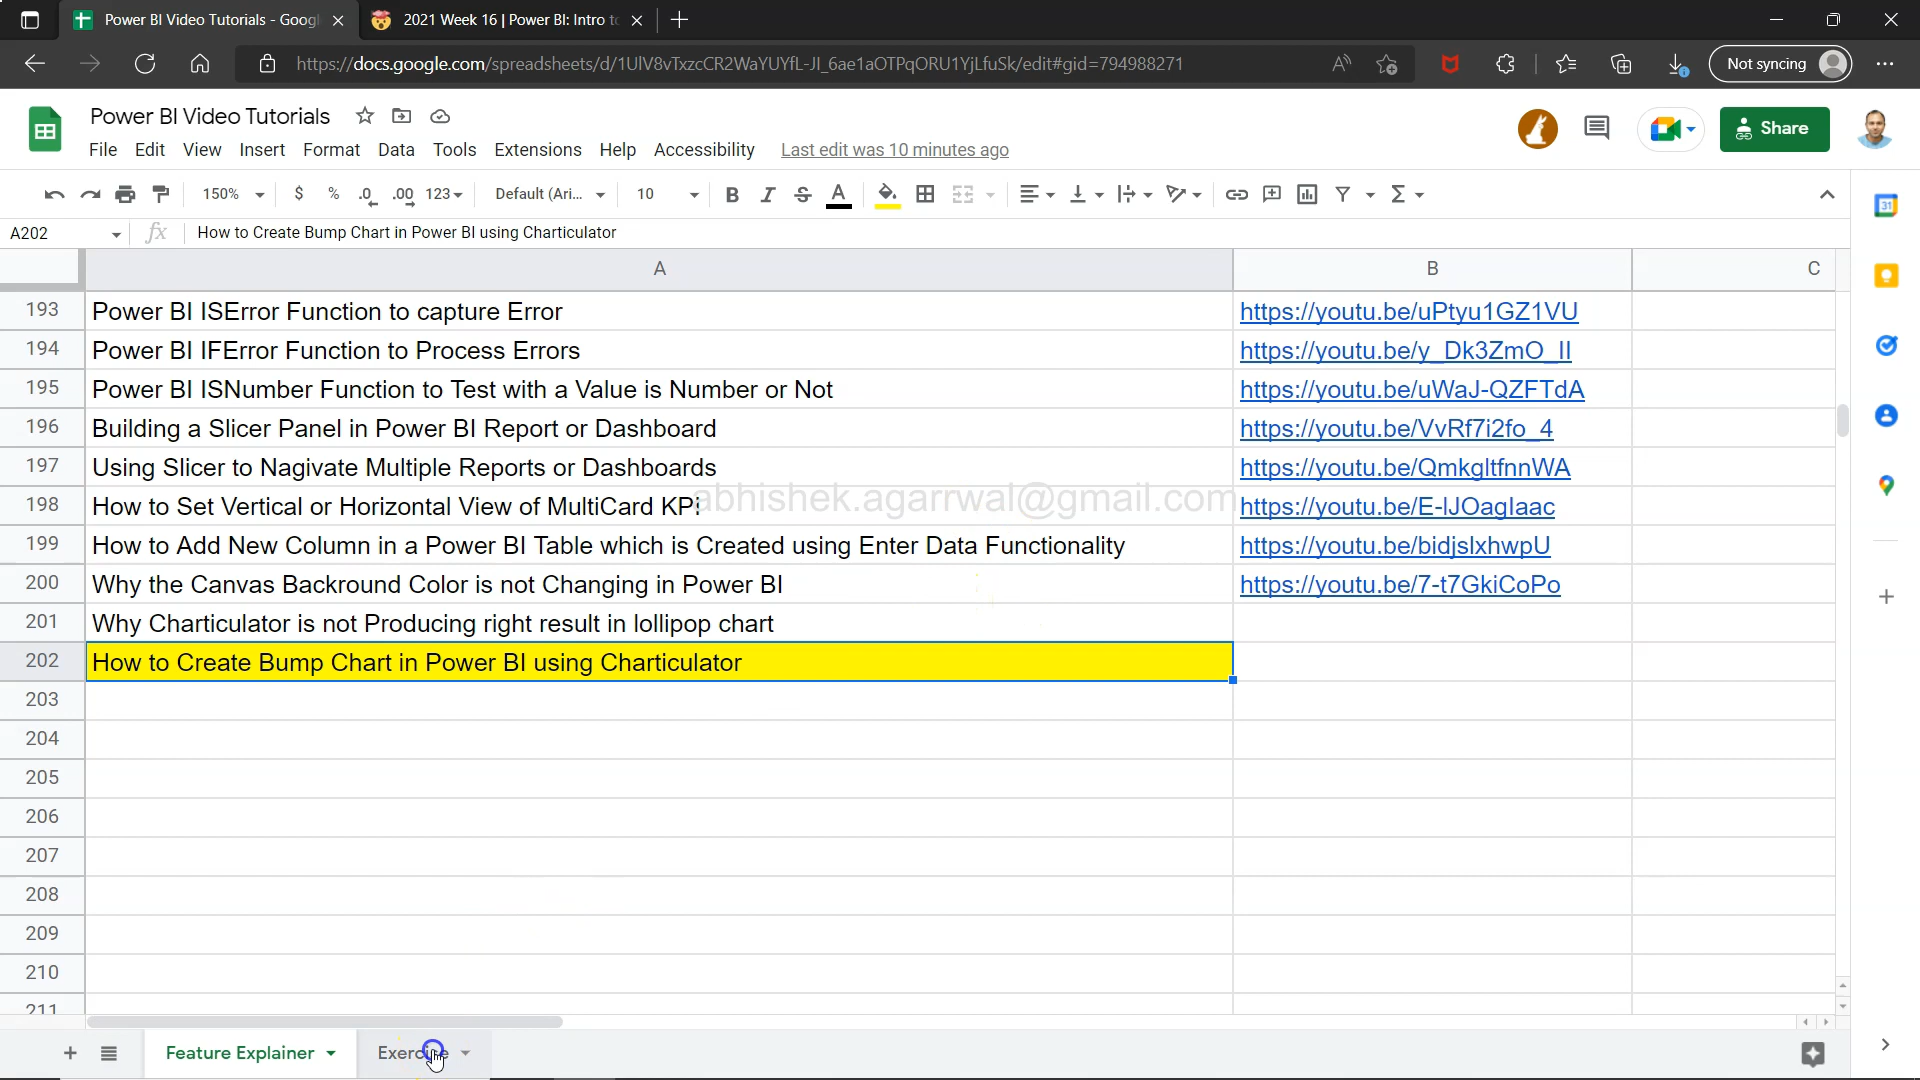 Power BI Video Tutorials - Goog
2021 Week 16 | Power BI: Intro to
https://docs.google.com/spreadsheets/d/1UlV8vTxzcCR2WaYUYfL-JI_6ae1aOTPqORU1YjLfuSk/edit#gid=794988271
Not syncing
Power BI Video Tutorials
File Edit View Insert Format Data Tools Extensions Help Accessibility Last edit was 10 minutes ago
Share
150% $ % .0 .00 123 Default (Ari... 10 B I S A
A202 fx How to Create Bump Chart in Power BI using Charticulator
A B C
193 Power BI ISError Function to capture Error https://youtu.be/uPtyu1GZ1VU
194 Power BI IFError Function to Process Errors https://youtu.be/y_Dk3ZmO_II
195 Power BI ISNumber Function to Test with a Value is Number or Not https://youtu.be/uWaJ-QZFTdA
196 Building a Slicer Panel in Power BI Report or Dashboard https://youtu.be/VvRf7i2fo_4
197 Using Slicer to Nagivate Multiple Reports or Dashboards https://youtu.be/QmkgltfnnWA
198 How to Set Vertical or Horizontal View of MultiCard KPi https://youtu.be/E-IJOaglaac
abhishek.agarrwal@gmail.com
199 How to Add New Column in a Power BI Table which is Created using Enter Data Functionality https://youtu.be/bidjslxhwpU
200 Why the Canvas Backround Color is not Changing in Power BI https://youtu.be/7-t7GkiCoPo
201 Why Charticulator is not Producing right result in lollipop chart
202 How to Create Bump Chart in Power BI using Charticulator
203
204
205
206
207
208
209
210
211
Feature Explainer Exercise